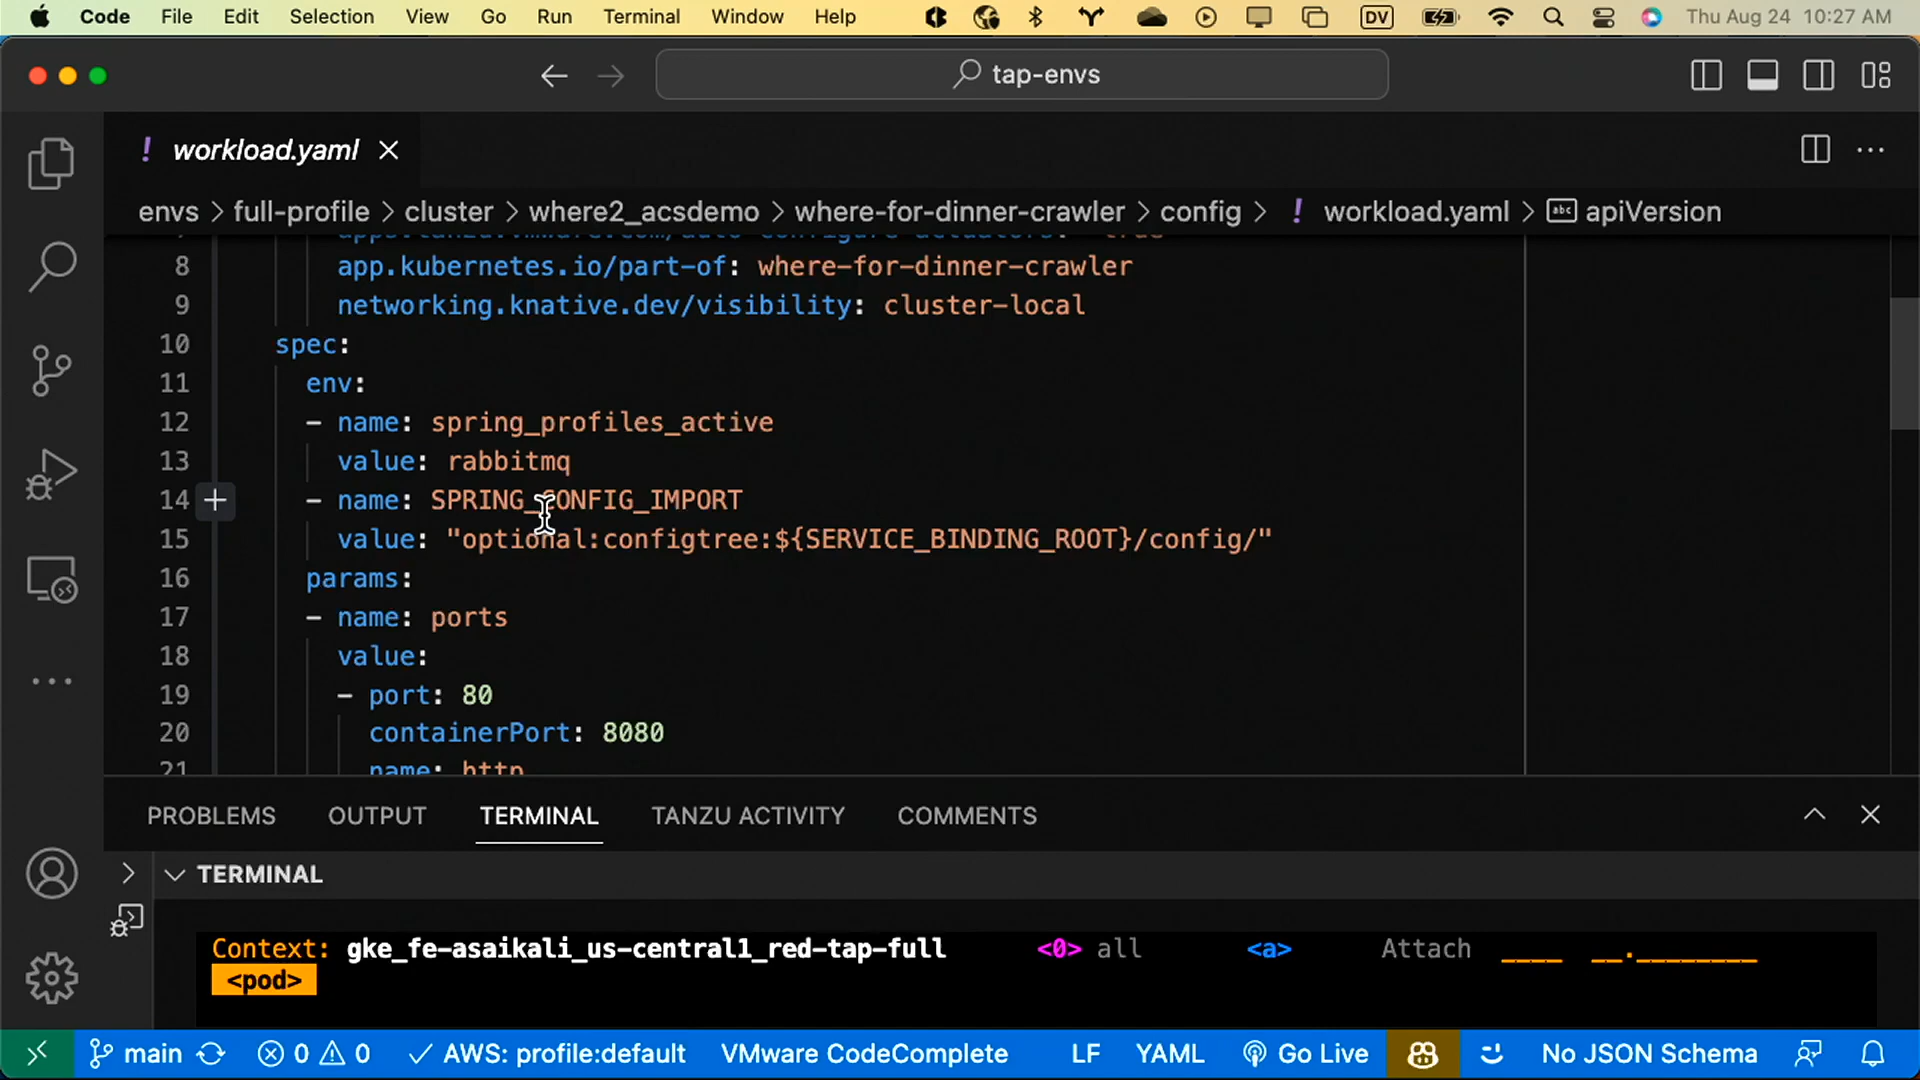 Code File Edit Selection View Go Run Terminal Window Help DV Thu Aug 24 10:27 AM
tap-envs
! workload.yaml
envs > full-profile > cluster > where2_acsdemo > where-for-dinner-crawler > config > ! workload.yaml > abc apiVersion
8 app.kubernetes.io/part-of: where-for-dinner-crawler
9 networking.knative.dev/visibility: cluster-local
10 spec:
11 env:
12 - name: spring_profiles_active
13 value: rabbitmq
14 - name: SPRING_CONFIG_IMPORT
15 value: "optional:configtree:${SERVICE_BINDING_ROOT}/config/"
16 params:
17 - name: ports
18 value:
19 - port: 80
20 containerPort: 8080
21 name: http
PROBLEMS OUTPUT TERMINAL TANZU ACTIVITY COMMENTS
TERMINAL
Context: gke_fe-asaikali_us-central1_red-tap-full <0> all <a> Attach
<pod>
main 0 0 AWS: profile:default VMware CodeComplete LF YAML Go Live No JSON Schema